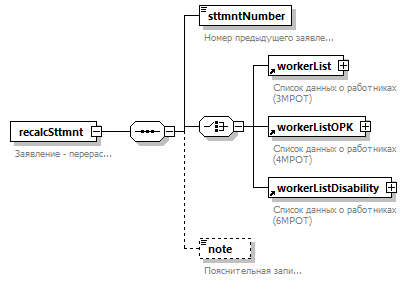 sttmntNumber
Номер предыдущего заявле...
workerList
Список данных о работниках
(3МРОТ)
recalcSttmnt
Заявление - перерас...
workerListOPK
Список данных о работниках
(4МРОТ)
workerListDisability
Список данных о работниках
(6МРОТ)
note
Пояснительная запи...